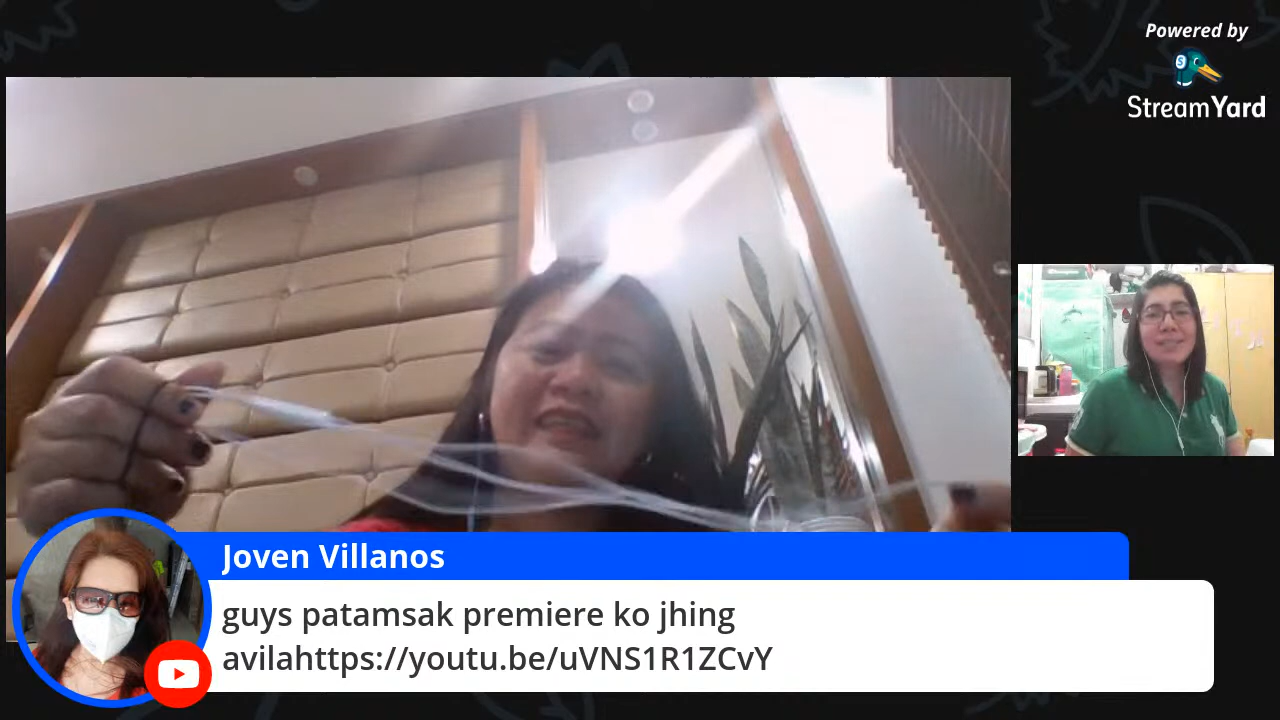 Powered by
StreamYard
Joven Villanos
guys patamsak premiere ko jhing
avilahttps://youtu.be/uVNS1R1ZCvY